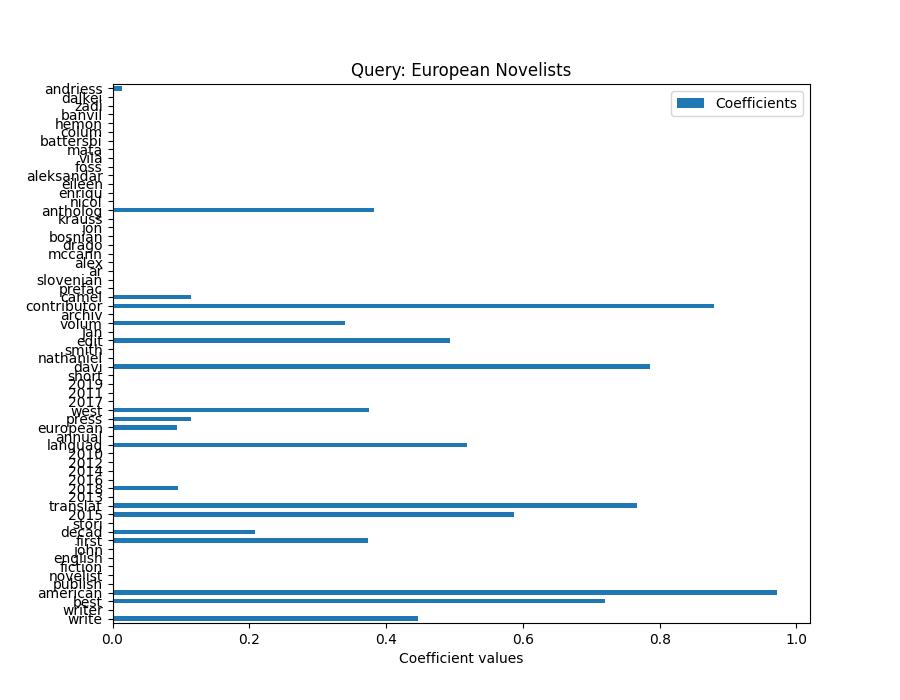 Query: European Novelists
Coefficients
andriess
dalkei
zadi
banvil
hemon
colum
battersbi
mata
vila
foss
aleksandar
eileen
enriqu
nicol
antholog
krauss
jon
bosnian
drago
mccann
alex
ar
slovenian
prefac
camel
contributor
archiv
volum
jan
edit
smith
nathaniel
davi
short
2019
2011
2017
west
press
european
annual
languag
2010
2012
2014
2016
2018
2013
translat
2015
stori
decad
first
john
english
fiction
novelist
publish
american
best
writer
write
0.0 0.2 0.4 0.6 0.8 1.0
Coefficient values